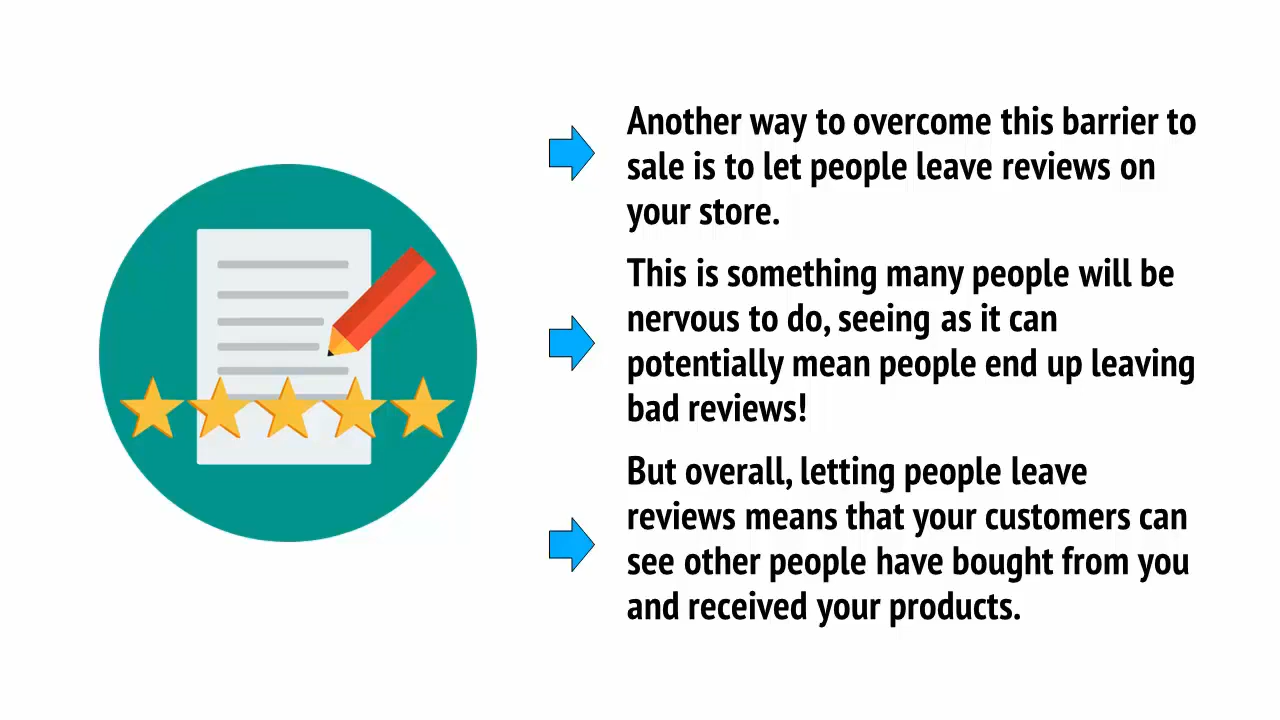 Another way to overcome this barrier to
sale is to let people leave reviews on
your store.
This is something many people will be
nervous to do, seeing as it can
potentially mean people end up leaving
bad reviews!
But overall, letting people leave
reviews means that your customers can
see other people have bought from you
and received your products.